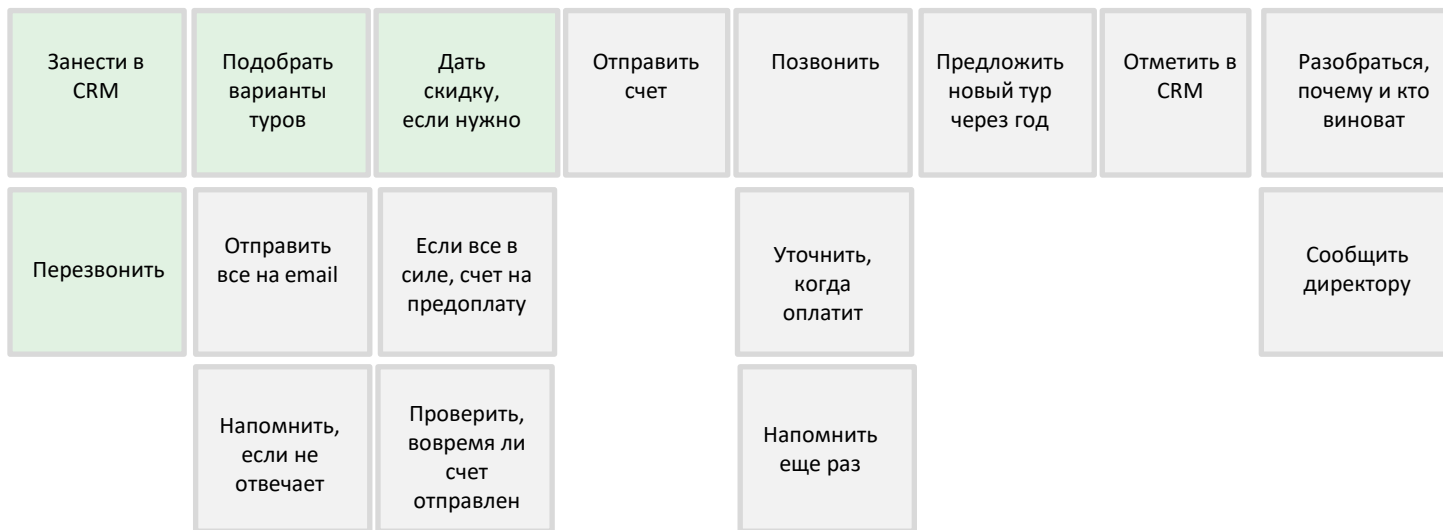 Занести в
CRM
Подобрать
варианты
туров
Дать
скидку,
если нужно
Отправить
счет
Позвонить
Предложить
новый тур
через год
Отметить в
CRM
Разобраться,
почему и кто
виноват
Перезвонить
Отправить
все на email
Если все в
силе, счет на
предоплату
Уточнить,
когда
оплатит
Сообщить
директору
Напомнить,
если не
отвечает
Проверить,
вовремя ли
счет
отправлен
Напомнить
еще раз